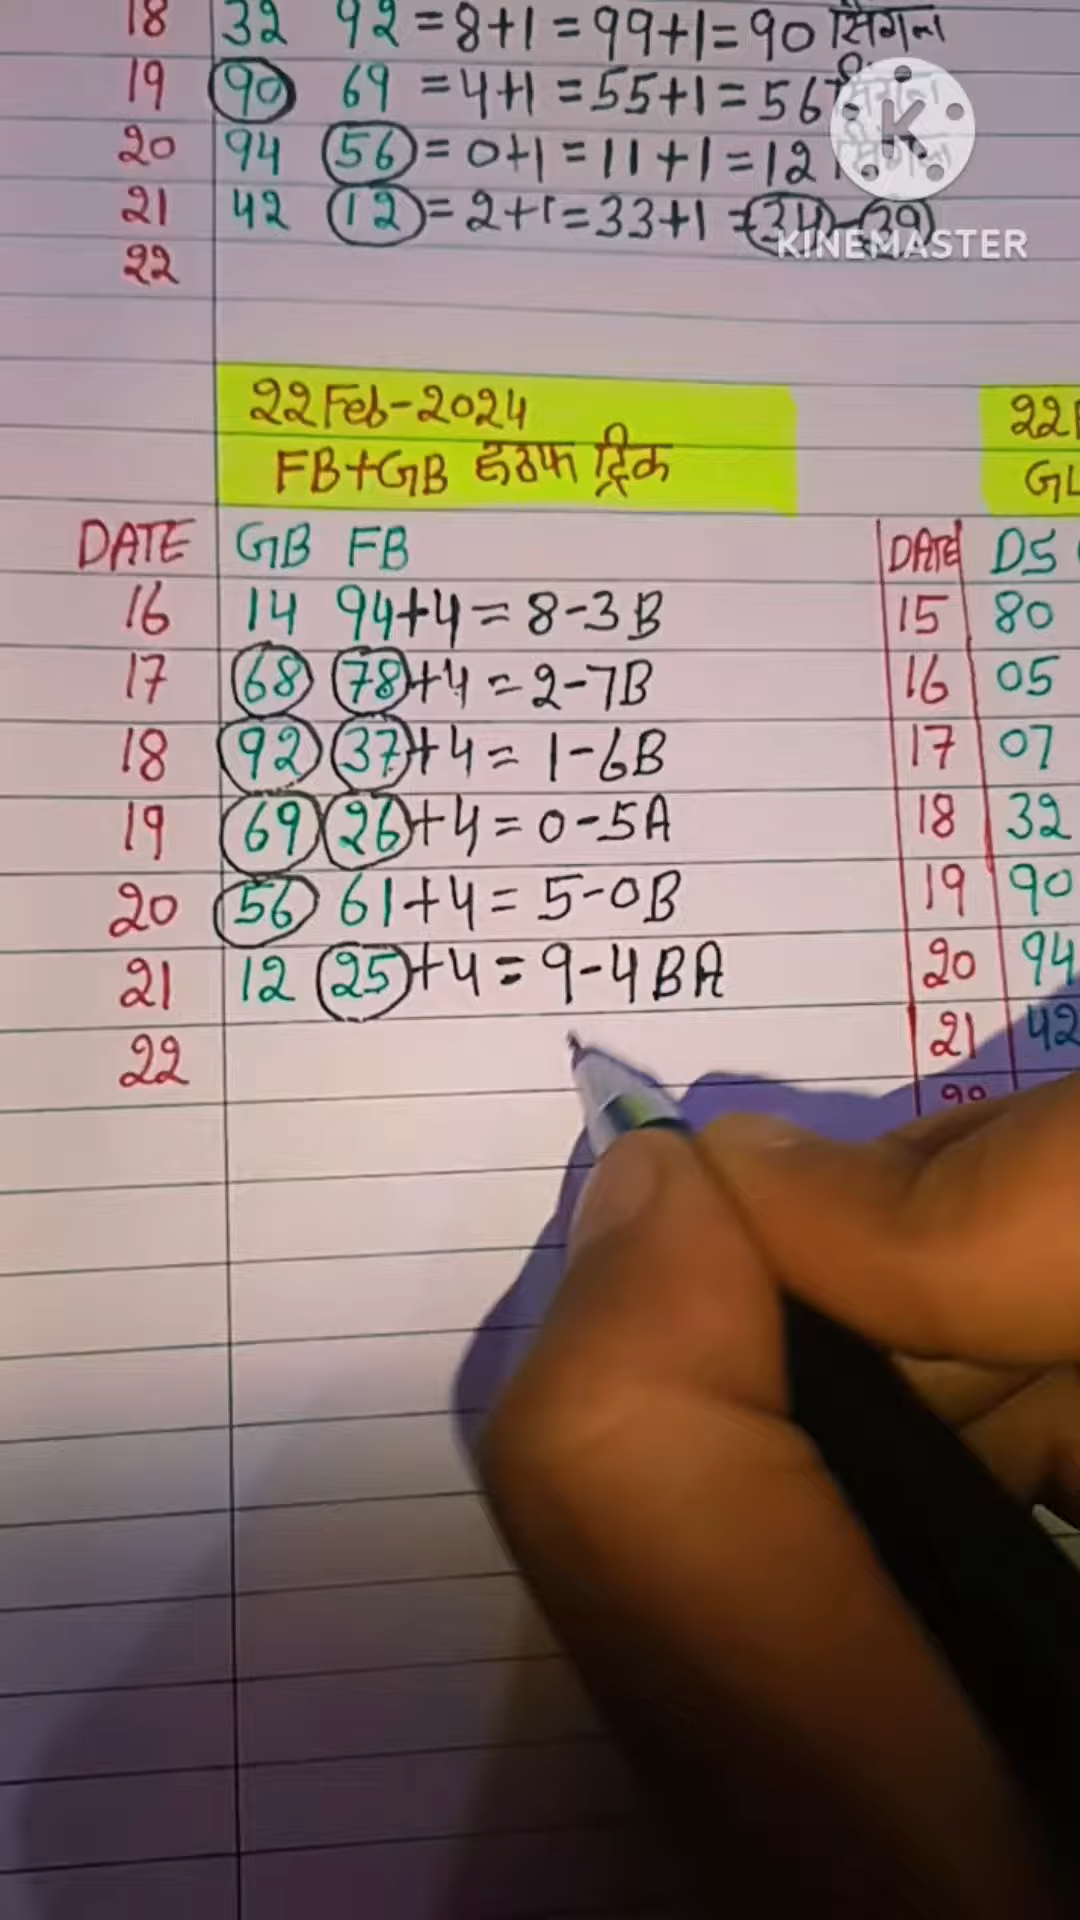 18 32 92 = 8+1 = 99+1 = 90 सिंगल
19 90 69 = 4+1 = 55+1 = 56
20 94 56 = 0+1 = 11+1 = 12
21 42 12 = 2+1 = 33+1 = 34-39
22
KINEMASTER
22 Feb-2024
FB+GB हरुफ ट्रिक
DATE GB FB
16 14 94+4 = 8-3B
17 68 78+4 = 2-7B
18 92 37+4 = 1-6B
19 69 26+4 = 0-5A
20 56 61+4 = 5-0B
21 12 25+4 = 9-4BA
22
22
DATE DS
15 80
16 05
17 07
18 32
19 90
20 94
21 42